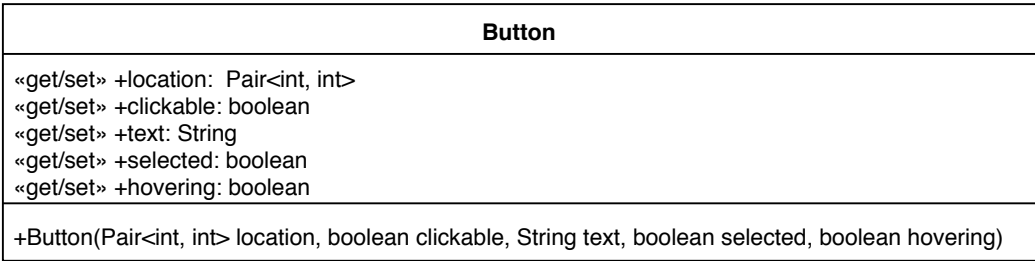 Button
«get/set» +location: Pair<int, int>
«get/set» +clickable: boolean
«get/set» +text: String
«get/set» +selected: boolean
«get/set» +hovering: boolean
+Button(Pair<int, int> location, boolean clickable, String text, boolean selected, boolean hovering)